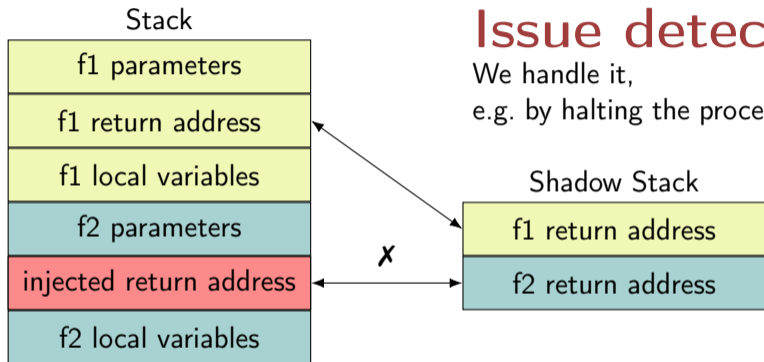 Stack
f1 parameters
f1 return address
f1 local variables
f2 parameters
injected return address
f2 local variables
Issue detec
We handle it,
e.g. by halting the proce
Shadow Stack
f1 return address
f2 return address
✗